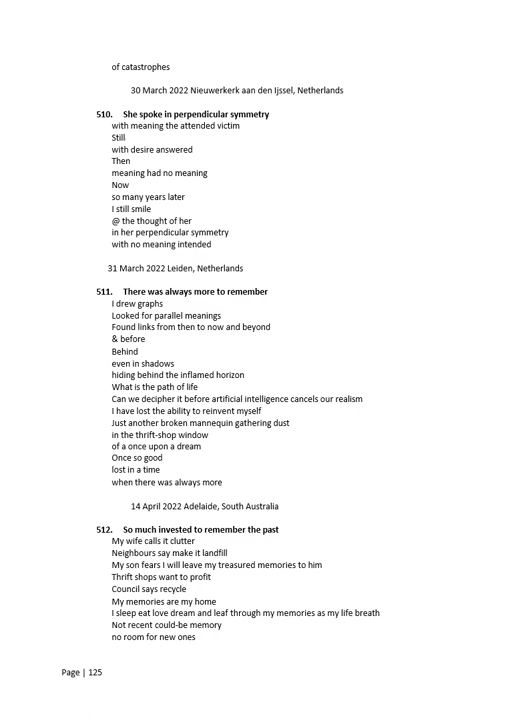 of catastrophes
30 March 2022 Nieuwerkerk aan den Ijssel, Netherlands
510. She spoke in perpendicular symmetry
with meaning the attended victim
Still
with desire answered
Then
meaning had no meaning
Now
so many years later
I still smile
@ the thought of her
in her perpendicular symmetry
with no meaning intended
31 March 2022 Leiden, Netherlands
511. There was always more to remember
I drew graphs
Looked for parallel meanings
Found links from then to now and beyond
& before
Behind
even in shadows
hiding behind the inflamed horizon
What is the path of life
Can we decipher it before artificial intelligence cancels our realism
I have lost the ability to reinvent myself
Just another broken mannequin gathering dust
in the thrift-shop window
of a once upon a dream
Once so good
lost in a time
when there was always more
14 April 2022 Adelaide, South Australia
512. So much invested to remember the past
My wife calls it clutter
Neighbours say make it landfill
My son fears I will leave my treasured memories to him
Thrift shops want to profit
Council says recycle
My memories are my home
I sleep eat love dream and leaf through my memories as my life breath
Not recent could-be memory
no room for new ones
Page | 125